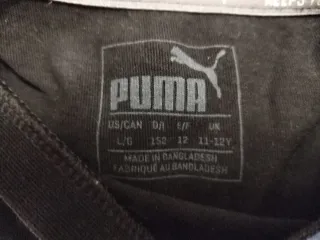 PUMA
US/CAN D/I E/F UK
L/G 152 12 11-12Y
MADE IN BANGLADESH
FABRIQUÉ AU BANGLADESH